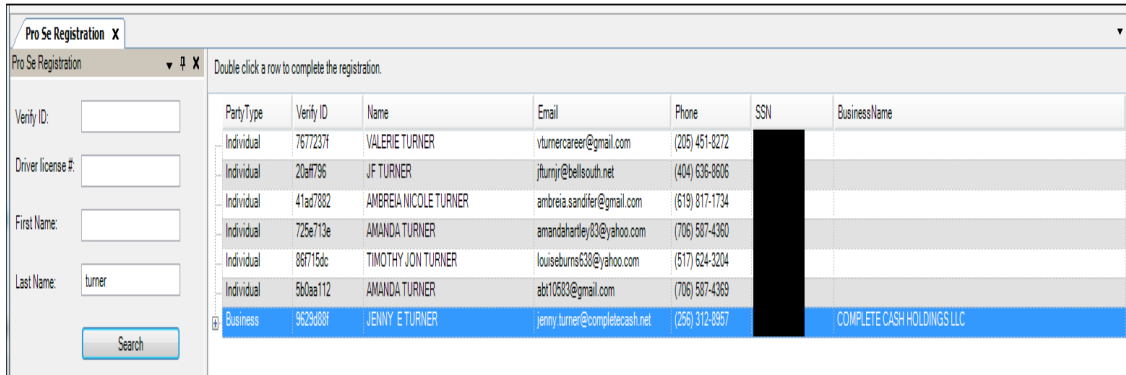 Pro Se Registration X
Pro Se Registration
Double click a row to complete the registration.
Verify ID:
Driver license #:
First Name:
Last Name: turner
Search
PartyType Verify ID Name Email Phone SSN BusinessName
Individual 7677237f VALERIE TURNER vturnercareer@gmail.com (205) 451-8272
Individual 20aff796 JF TURNER jfturnjr@bellsouth.net (404) 636-8606
Individual 41ad7882 AMBREIA NICOLE TURNER ambreia.sandifer@gmail.com (619) 817-1734
Individual 725e713e AMANDA TURNER amandahartley83@yahoo.com (706) 587-4360
Individual 86f715dc TIMOTHY JON TURNER louiseburns638@yahoo.com (517) 624-3204
Individual 5b0aa112 AMANDA TURNER abt10583@gmail.com (706) 587-4369
Business 9629d88f JENNY E TURNER jenny.turner@completecash.net (256) 312-8957 COMPLETE CASH HOLDINGS LLC